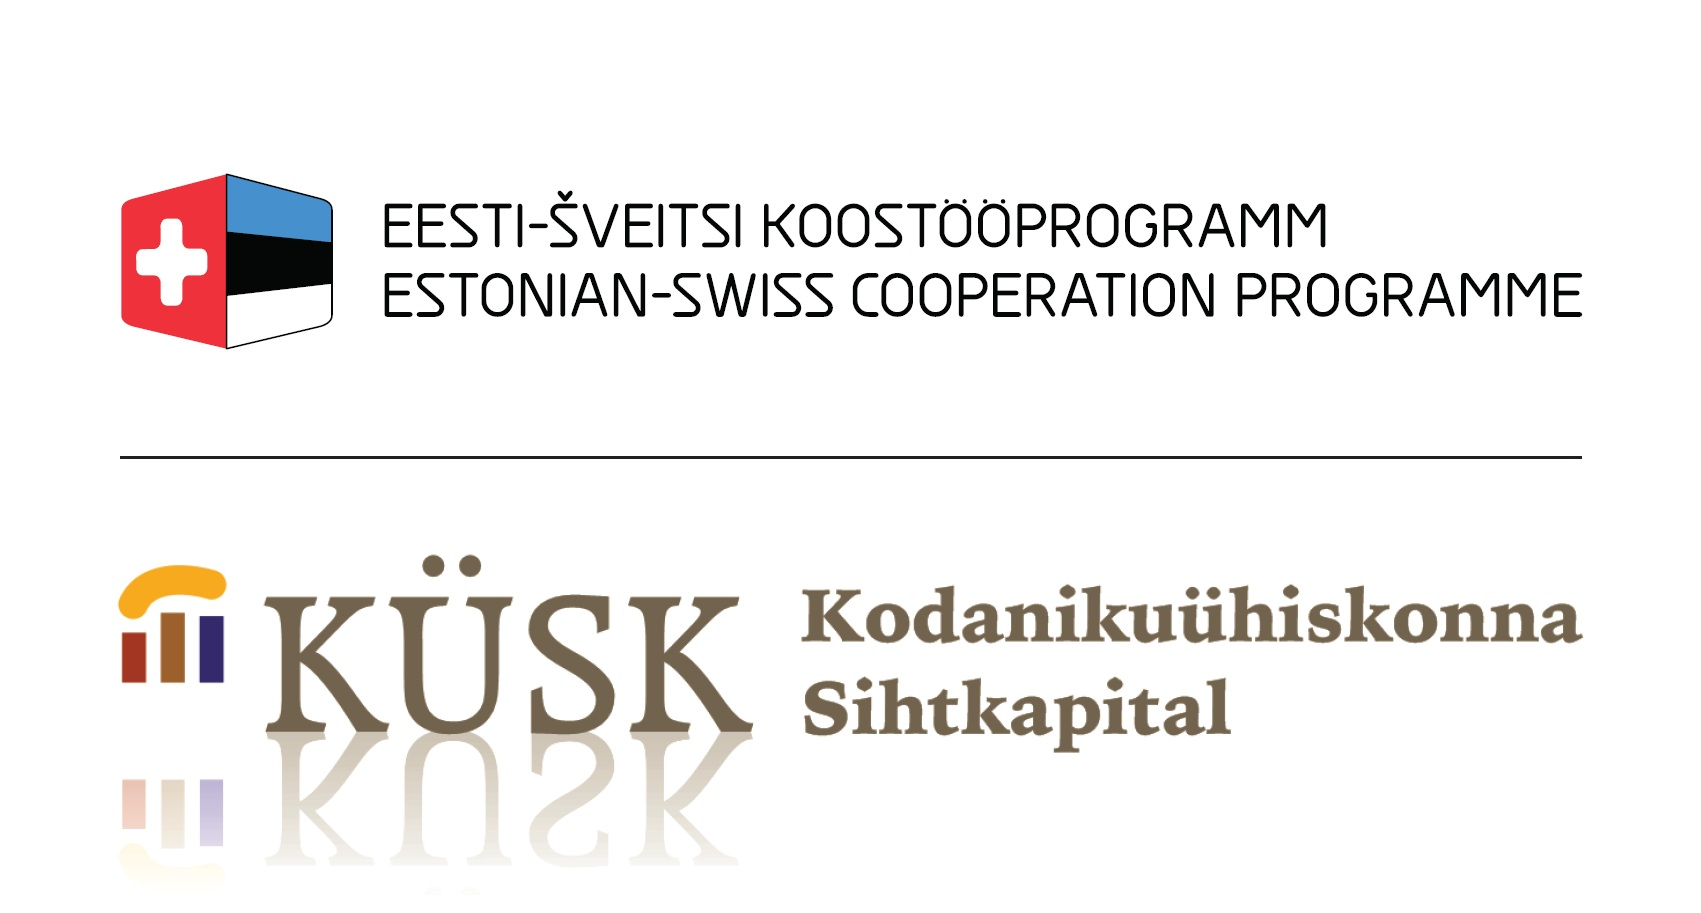 EESTI-ŠVEITSI KOOSTÖÖPROGRAMM
ESTONIAN-SWISS COOPERATION PROGRAMME
KÜSK
Kodanikuühiskonna
Sihtkapital